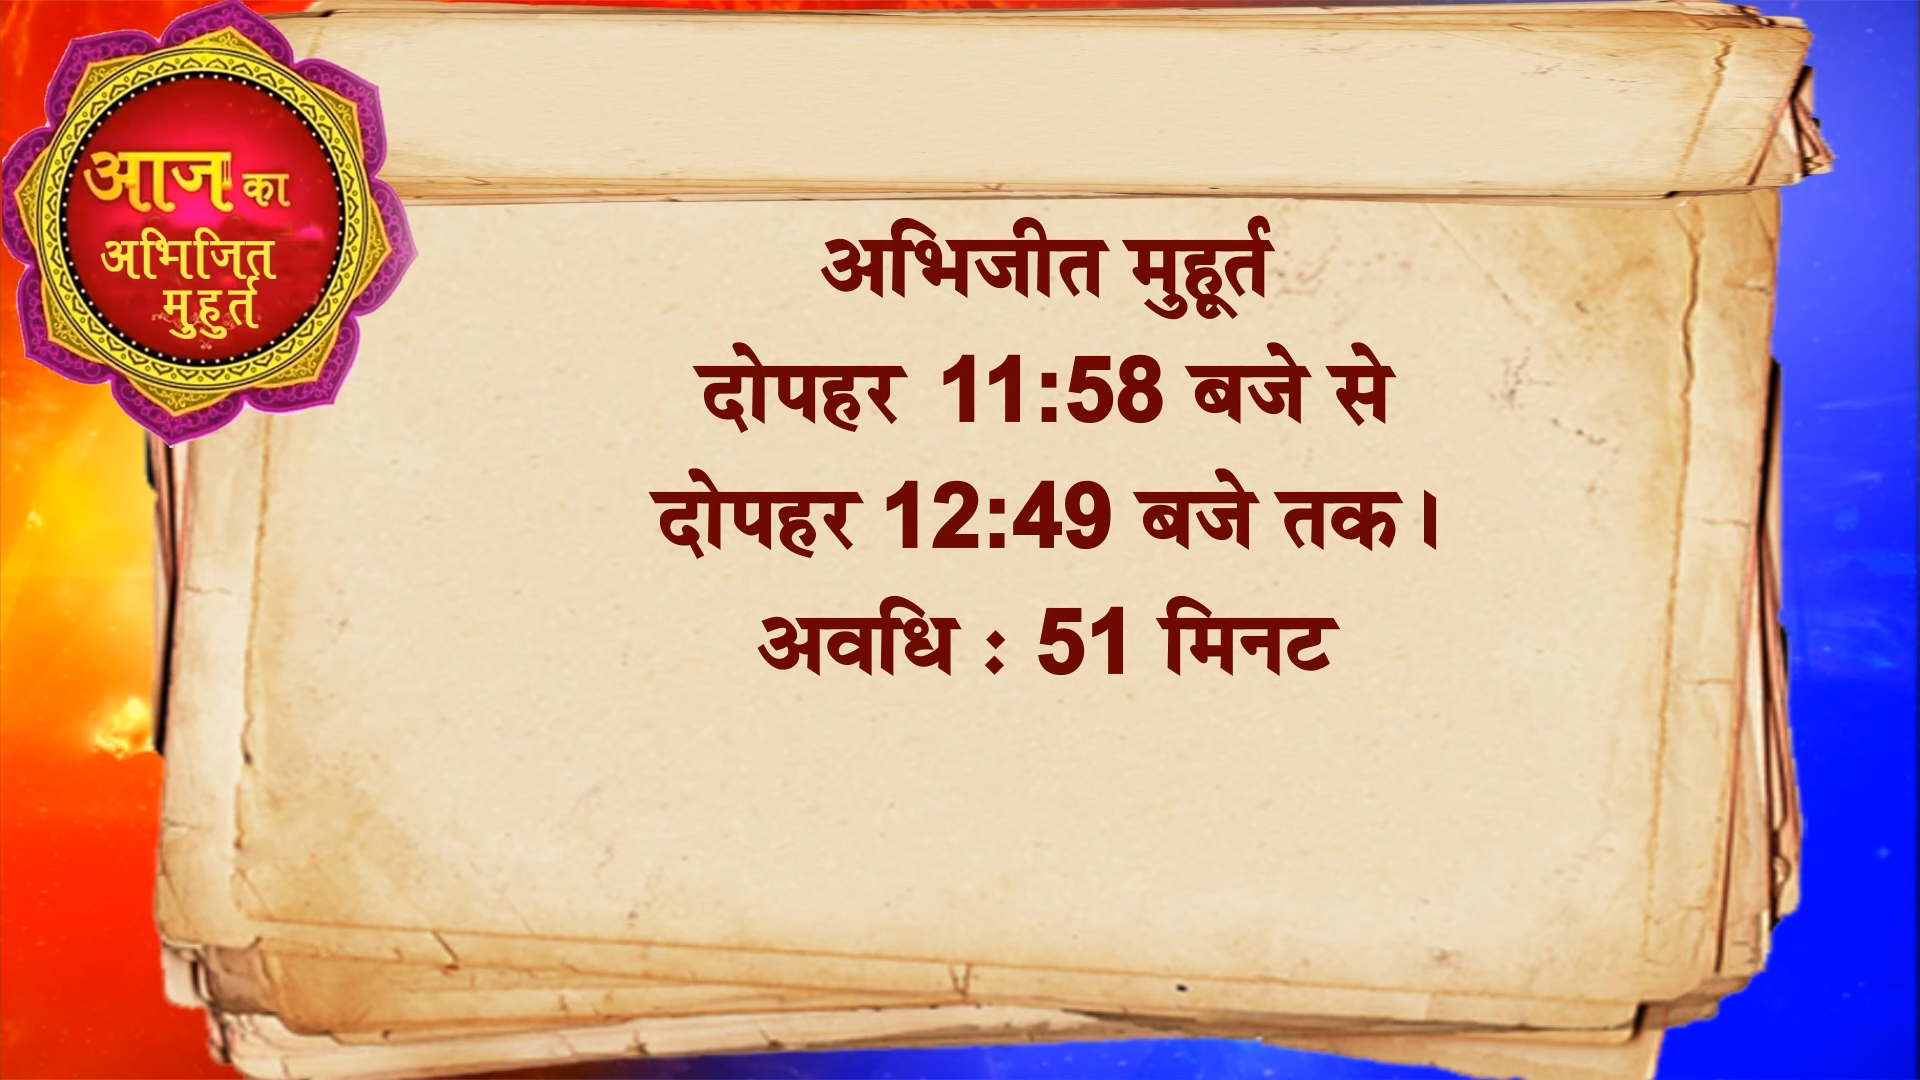 आज का
अभिजित
मुहुर्त
अभिजीत मुहूर्त
दोपहर 11:58 बजे से
दोपहर 12:49 बजे तक।
अवधि : 51 मिनट